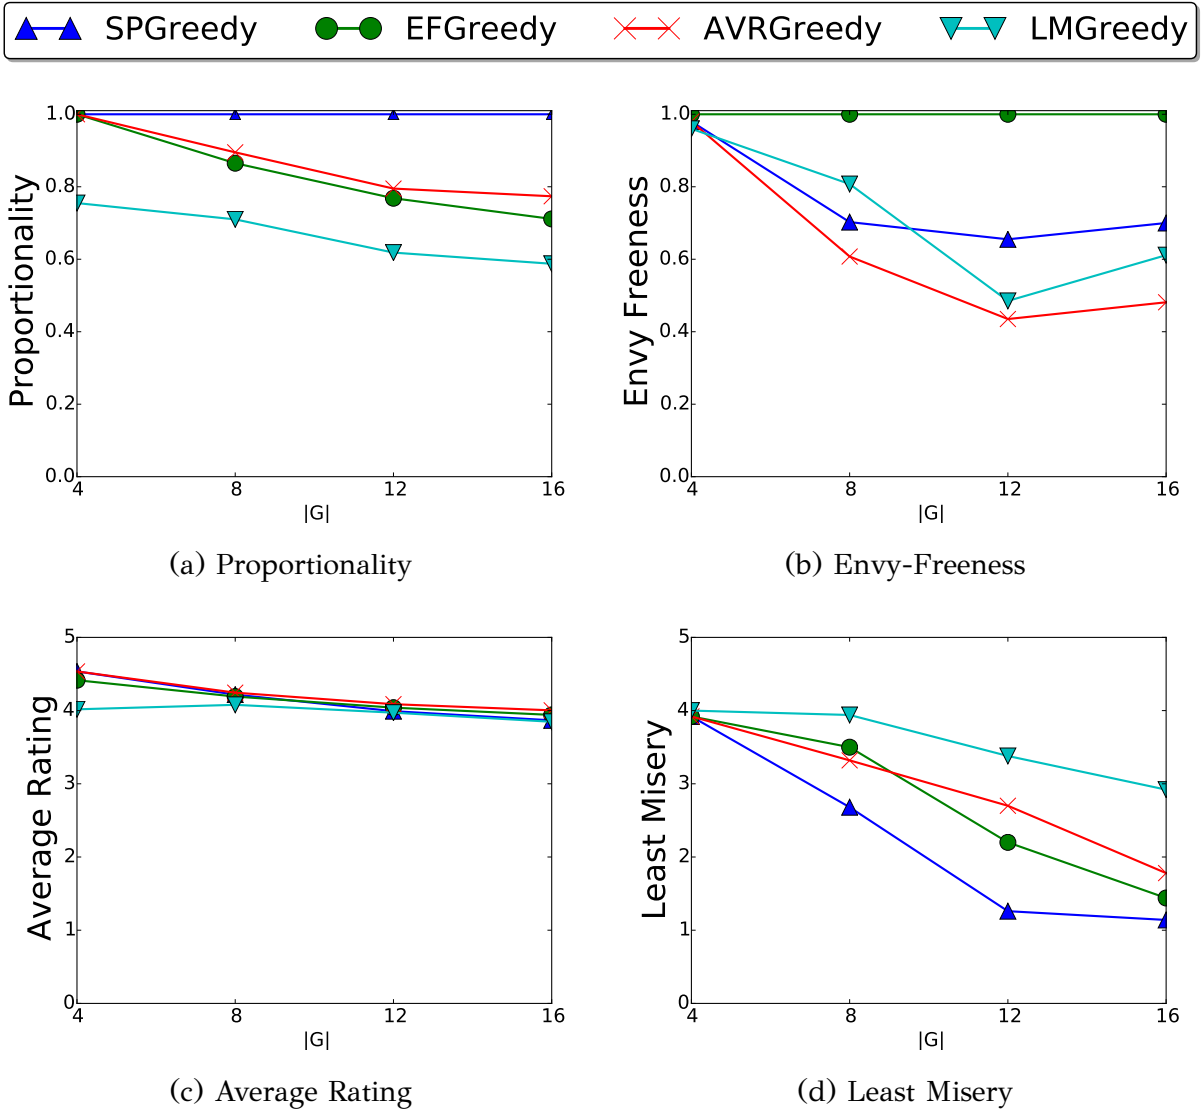 SPGreedy EFGreedy AVRGreedy LMGreedy
Proportionality
1.0
0.8
0.6
0.4
0.2
0.0
4 8 12 16
|G|
(a) Proportionality
Envy Freeness
1.0
0.8
0.6
0.4
0.2
0.0
4 8 12 16
|G|
(b) Envy-Freeness
Average Rating
5
4
3
2
1
0
4 8 12 16
|G|
(c) Average Rating
Least Misery
5
4
3
2
1
0
4 8 12 16
|G|
(d) Least Misery